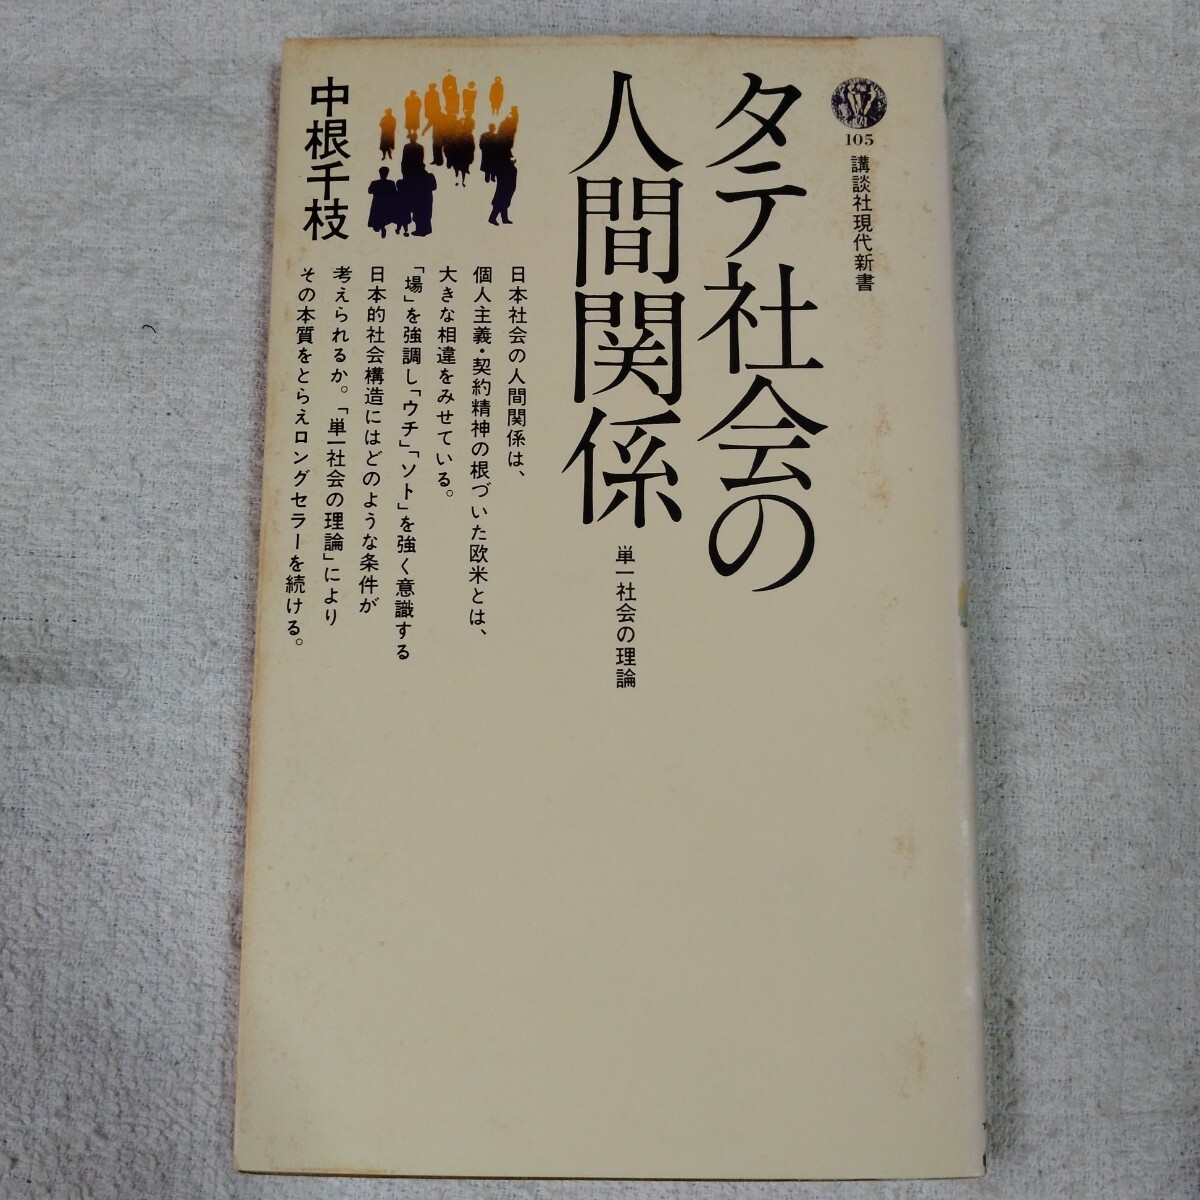 105
講談社現代新書
タテ社会の
人間関係
単一社会の理論
中根千枝
日本社会の人間関係は、
個人主義・契約精神の根づいた欧米とは、
大きな相違をみせている。
「場」を強調し「ウチ」「ソト」を強く意識する
日本的社会構造にはどのような条件が
考えられるか。「単一社会の理論」により
その本質をとらえロングセラーを続ける。